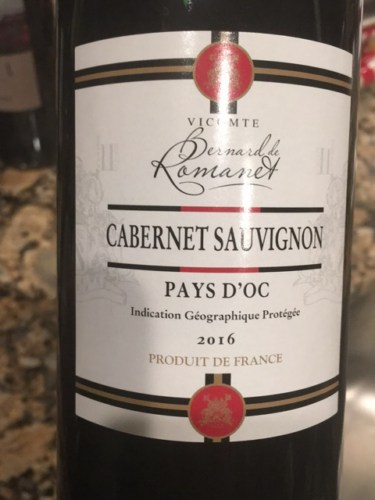 VICOMTE
Bernard de
Romanet
CABERNET SAUVIGNON
PAYS D'OC
Indication Géographique Protégée
2016
PRODUIT DE FRANCE